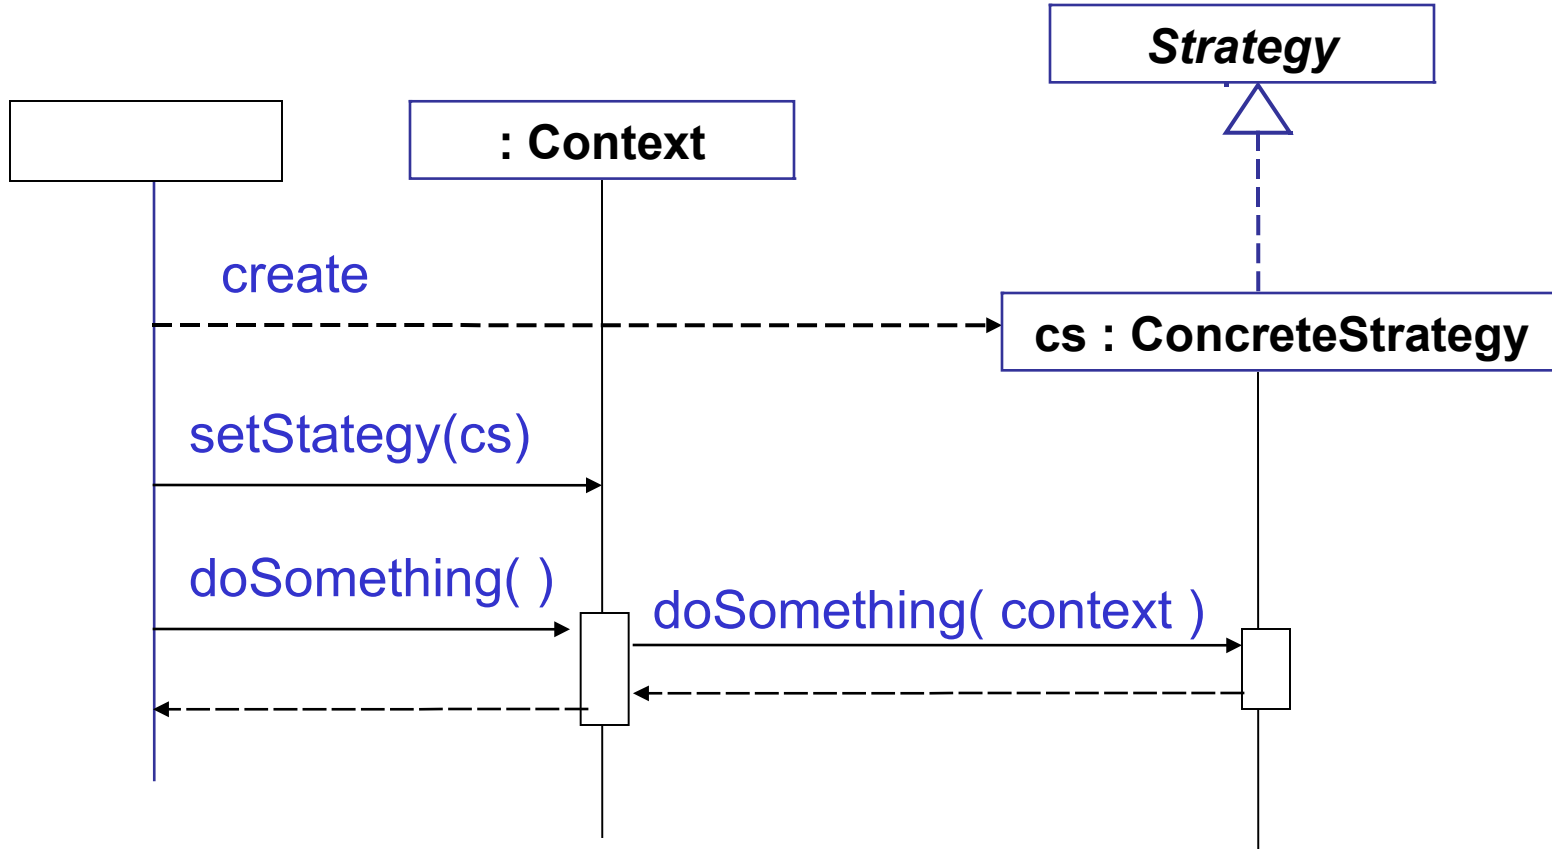 Strategy
: Context
create
cs : ConcreteStrategy
setStategy(cs)
doSomething( )
doSomething( context )